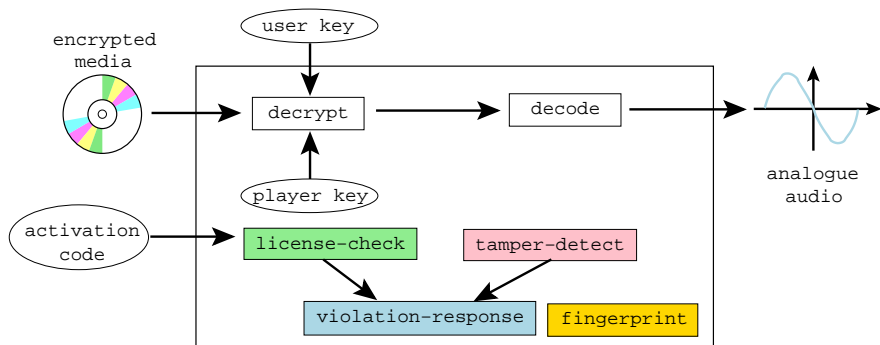 user key
encrypted
media
decrypt
decode
player key
analogue
audio
activation
code
license-check
tamper-detect
violation-response
fingerprint